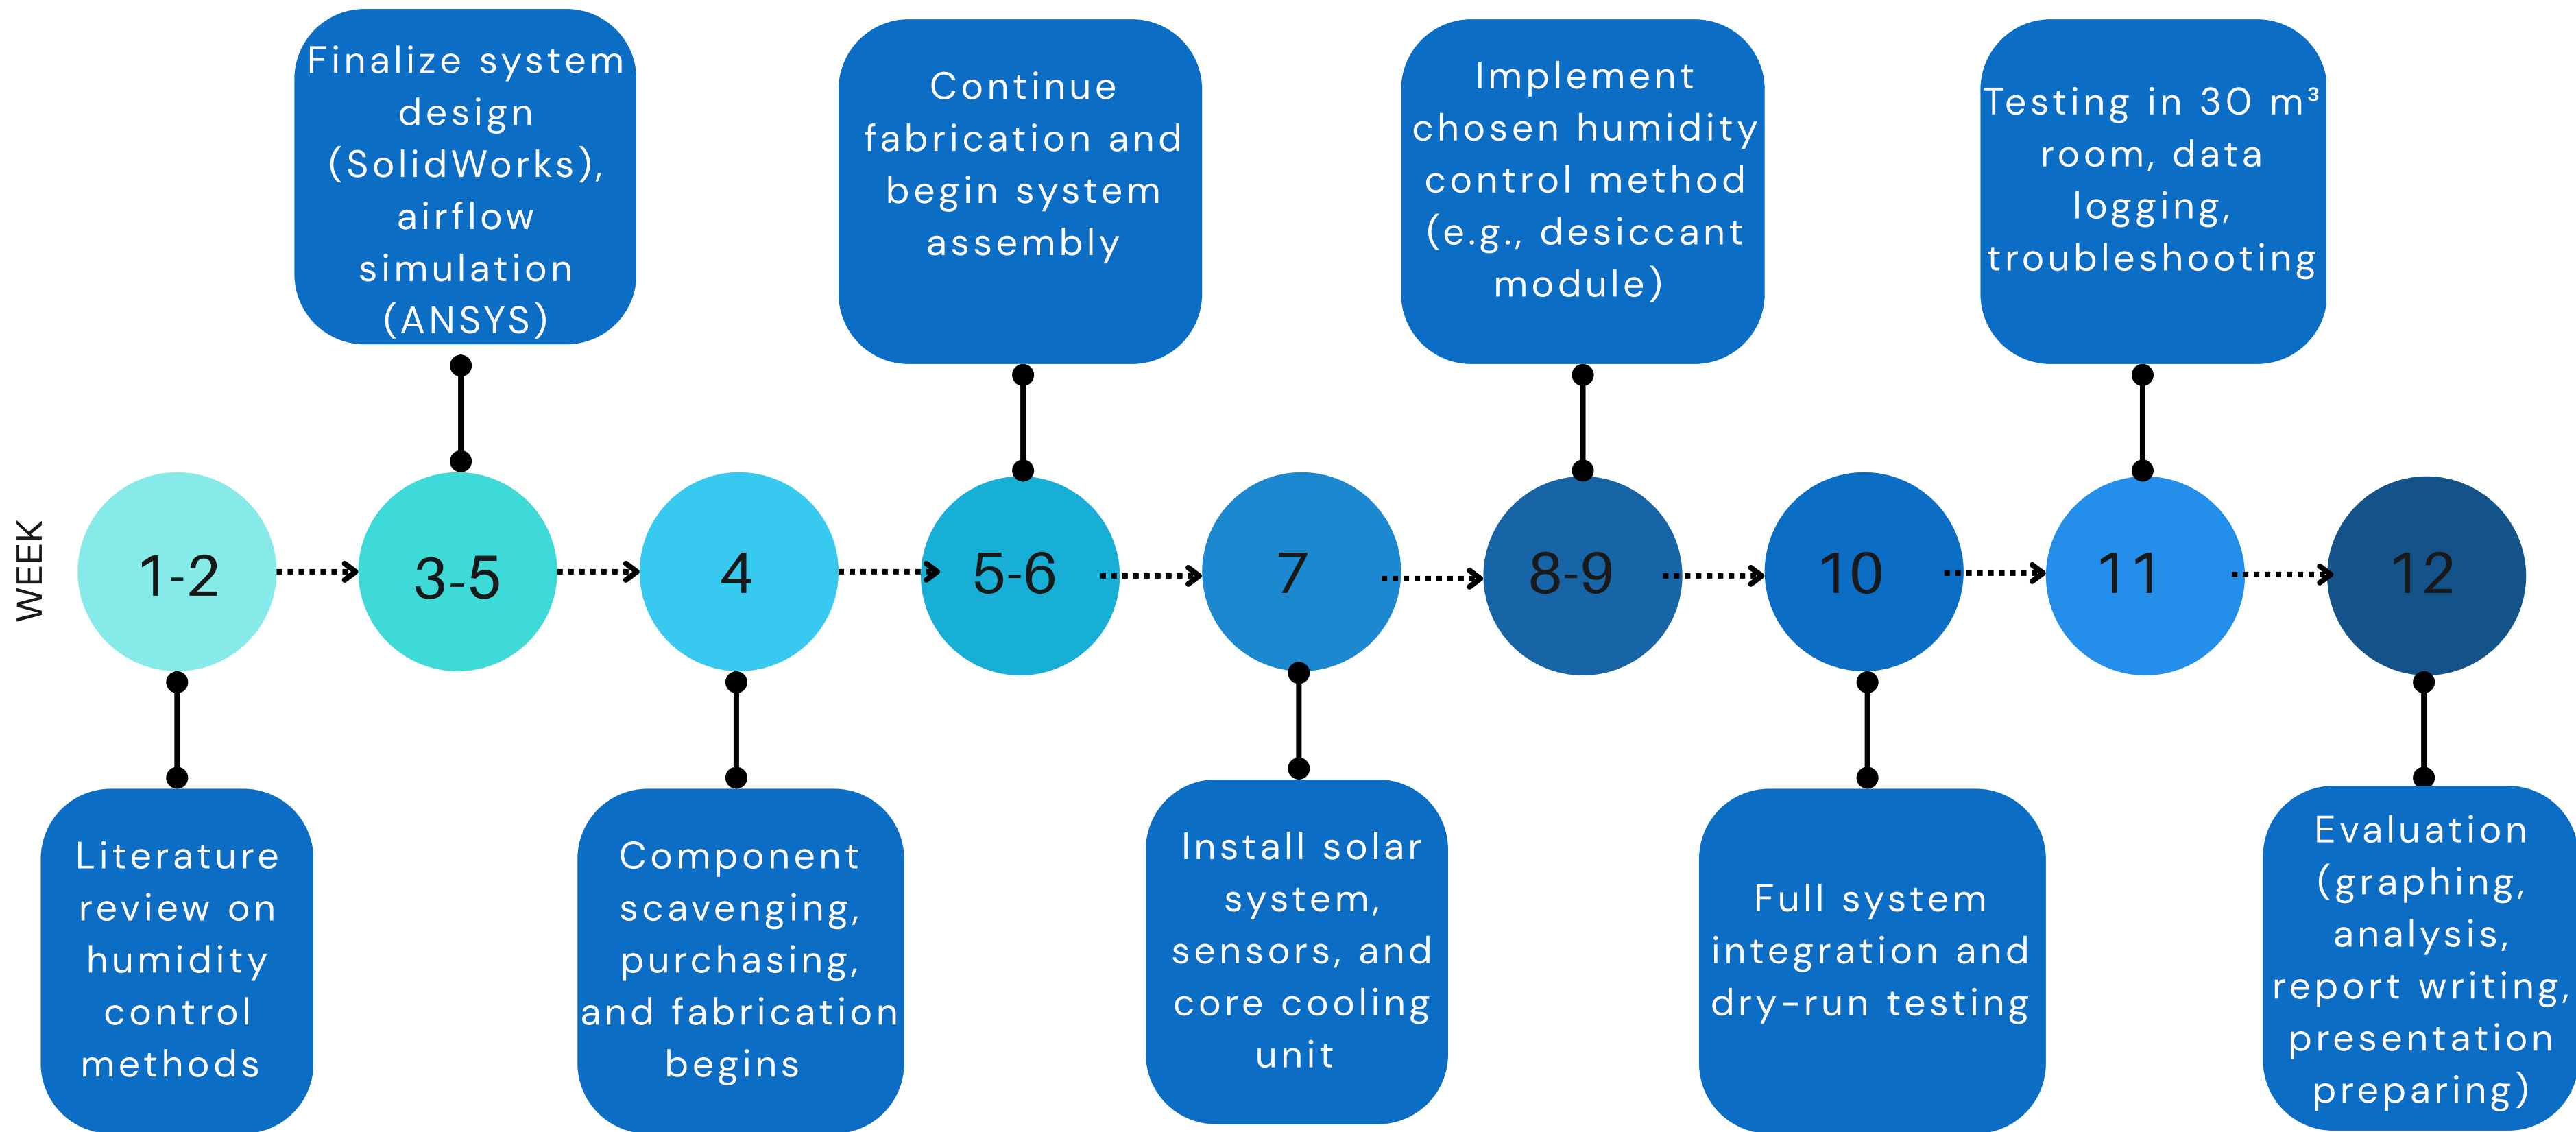 Finalize system
design
(SolidWorks),
airflow
simulation
(ANSYS)
Continue
fabrication and
begin system
assembly
Implement
chosen humidity
control method
(e.g., desiccant
module)
Testing in 30 m³
room, data
logging,
troubleshooting
WEEK
1-2
3-5
4
5-6
7
8-9
10
11
12
Literature
review on
humidity
control
methods
Component
scavenging,
purchasing,
and fabrication
begins
Install solar
system,
sensors, and
core cooling
unit
Full system
integration and
dry-run testing
Evaluation
(graphing,
analysis,
report writing,
presentation
preparing)